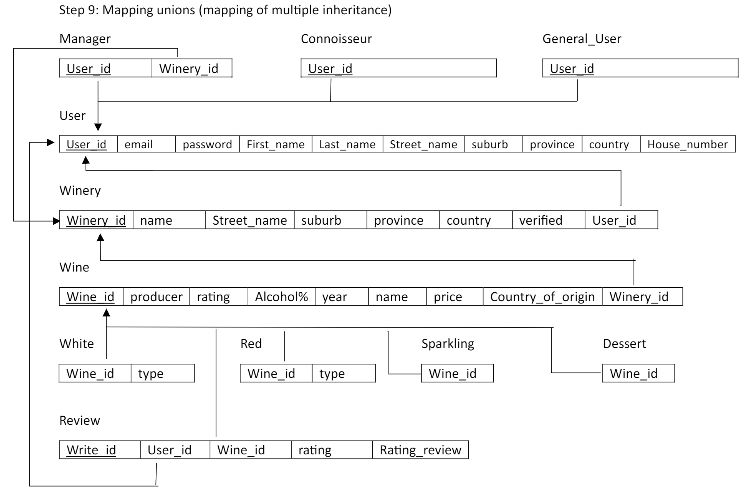 Step 9: Mapping unions (mapping of multiple inheritance)
Manager Connoisseur General_User
User_id Winery_id User_id User_id
User
User_id email password First_name Last_name Street_name suburb province country House_number
Winery
Winery_id name Street_name suburb province country verified User_id
Wine
Wine_id producer rating Alcohol% year name price Country_of_origin Winery_id
White Red Sparkling Dessert
Wine_id type Wine_id type Wine_id Wine_id
Review
Write_id User_id Wine_id rating Rating_review